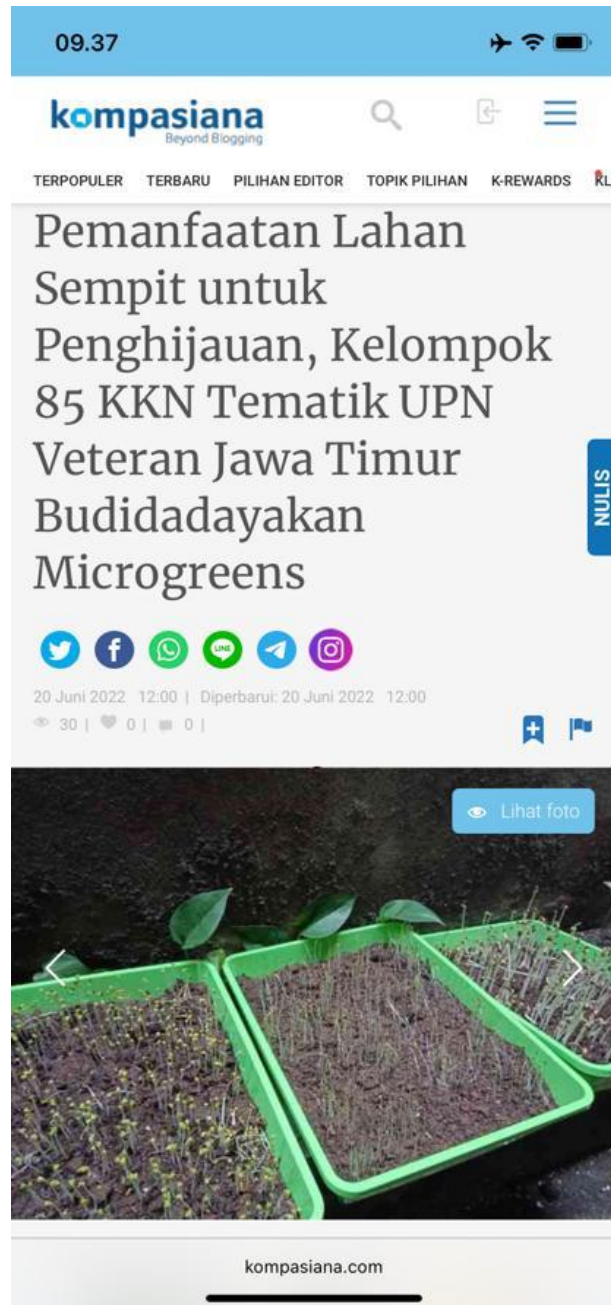 09.37
kompasiana
Beyond Blogging
TERPOPULER TERBARU PILIHAN EDITOR TOPIK PILIHAN K-REWARDS KL
Pemanfaatan Lahan
Sempit untuk
Penghijauan, Kelompok
85 KKN Tematik UPN
Veteran Jawa Timur
Budidadayakan
Microgreens
NULIS
LINE
20 Juni 2022 12:00 | Diperbarui: 20 Juni 2022 12:00
30 | 0 | 0 |
Lihat foto
kompasiana.com